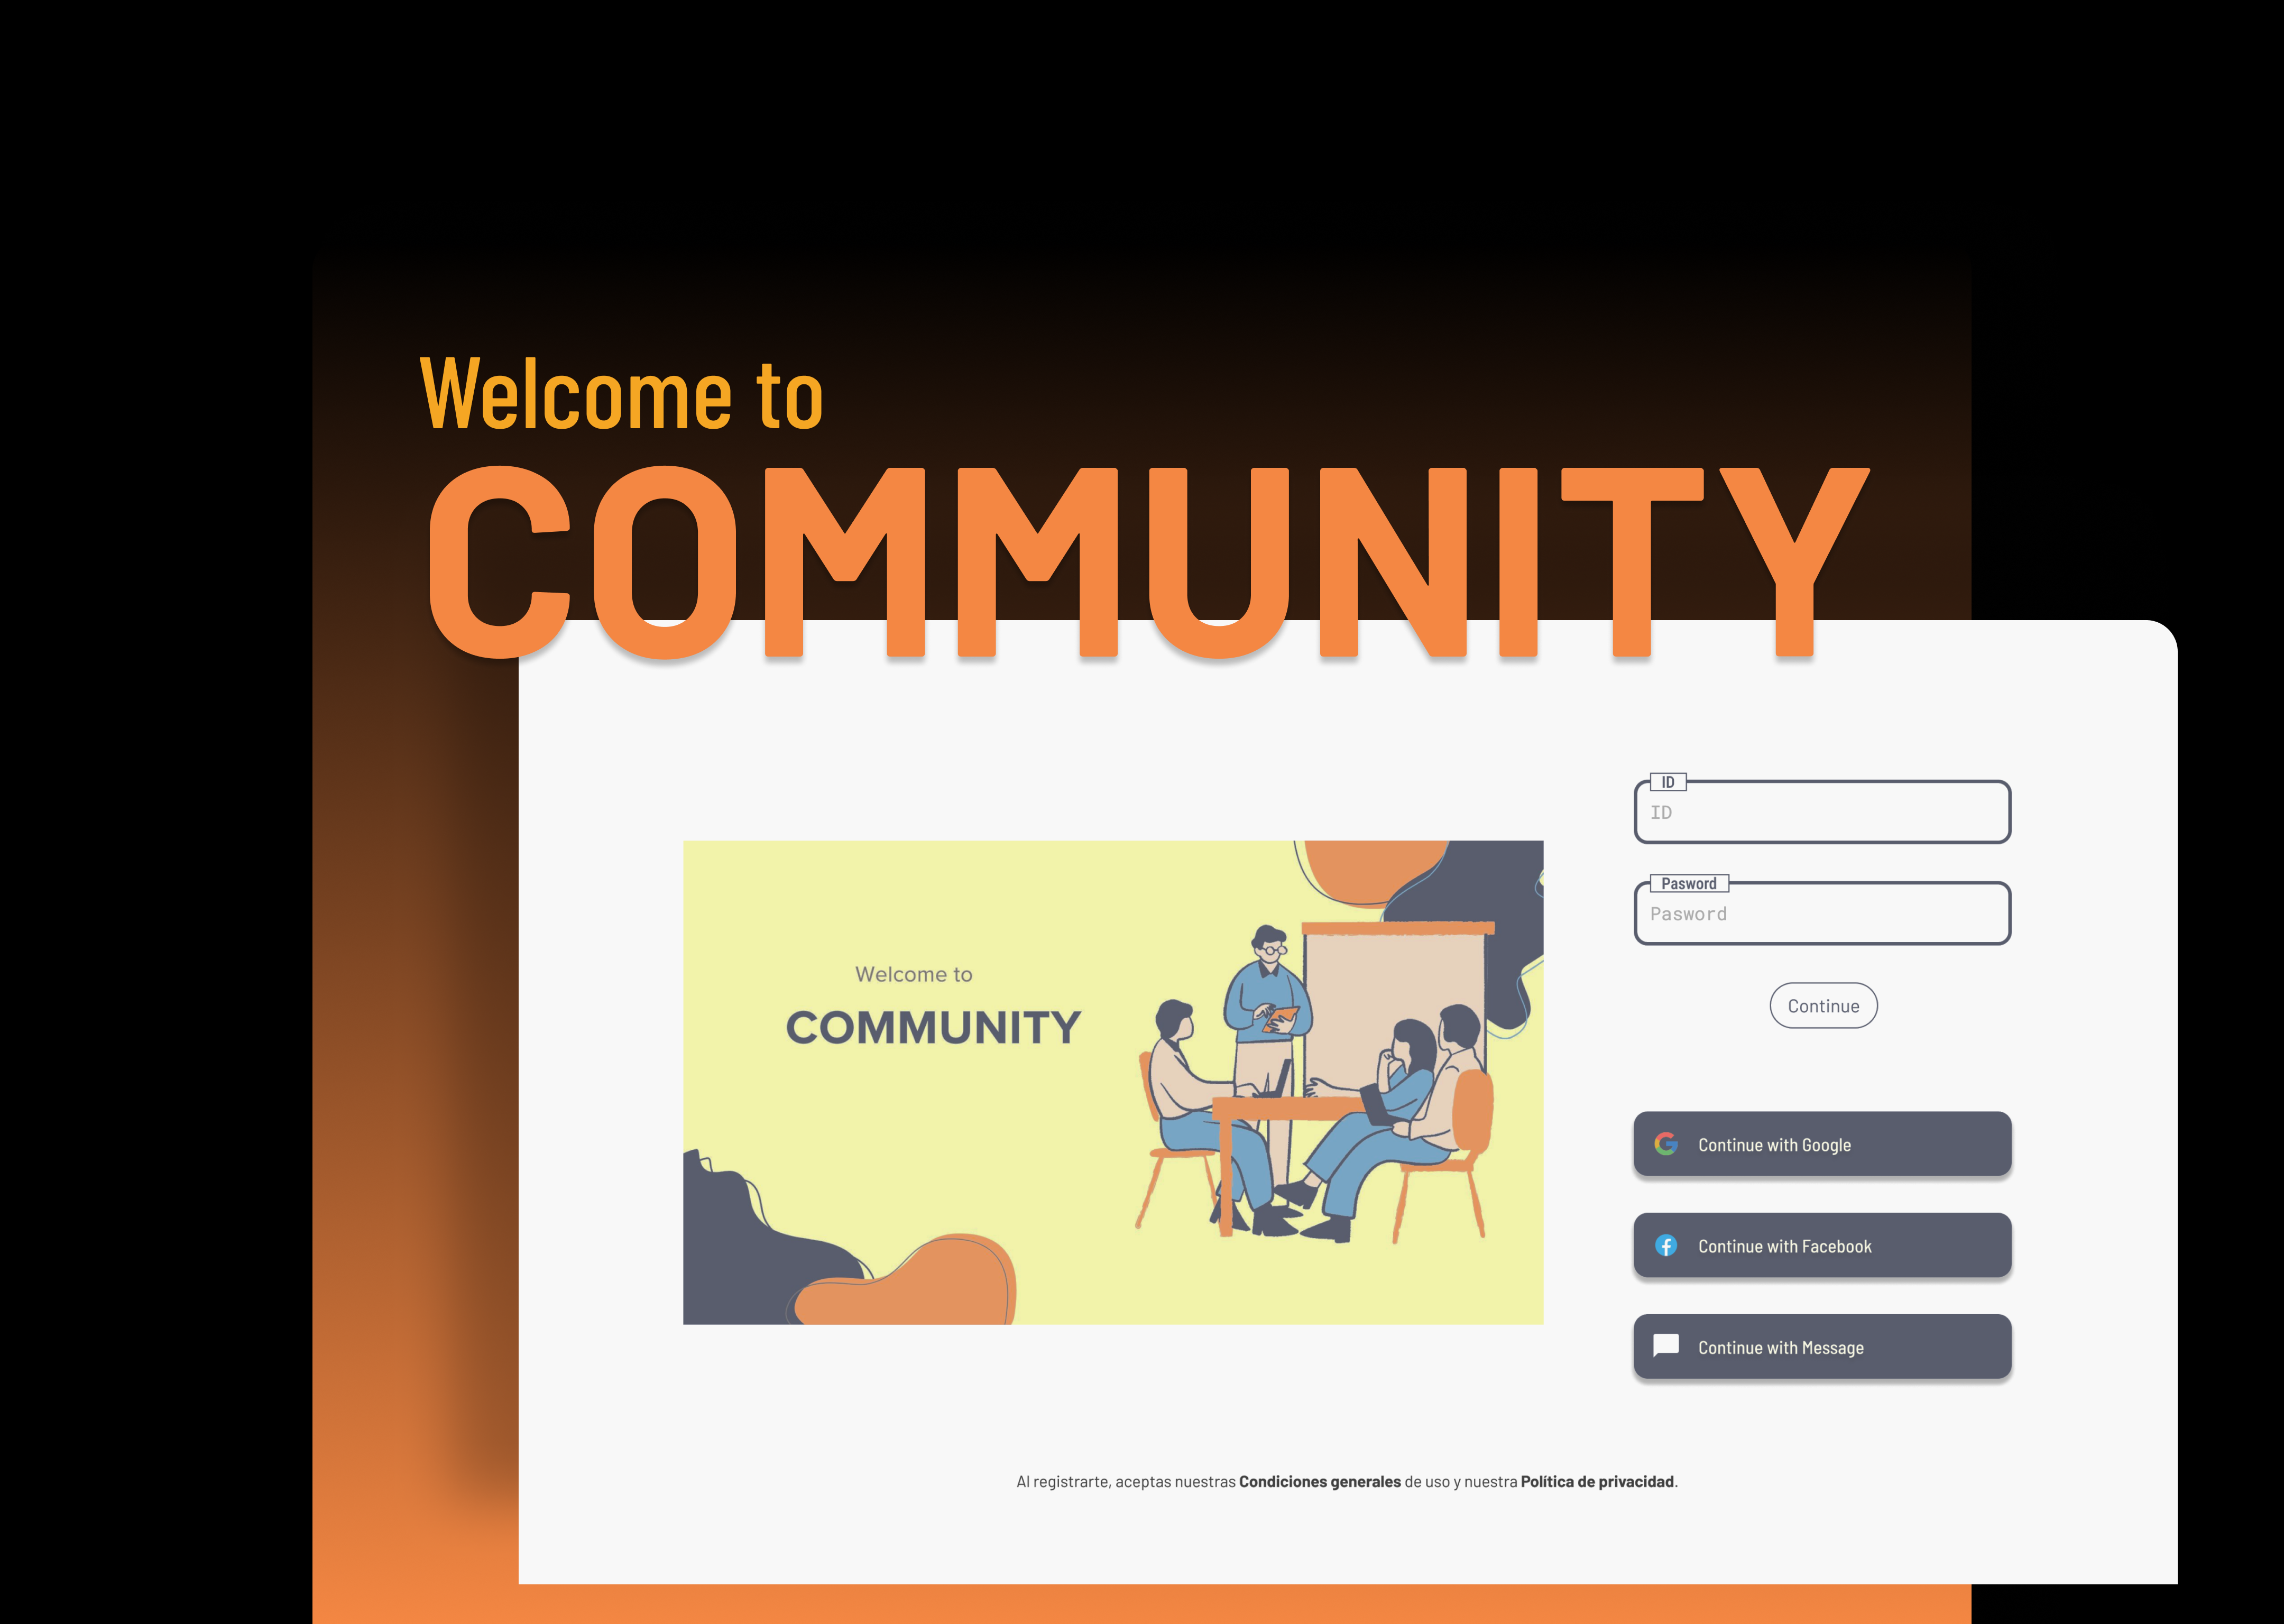 Welcome to
COMMUNITY
ID
ID
Pasword
Pasword
Continue
Welcome to
COMMUNITY
Continue with Google
Continue with Facebook
Continue with Message
Al registrarte, aceptas nuestras Condiciones generales de uso y nuestra Política de privacidad.